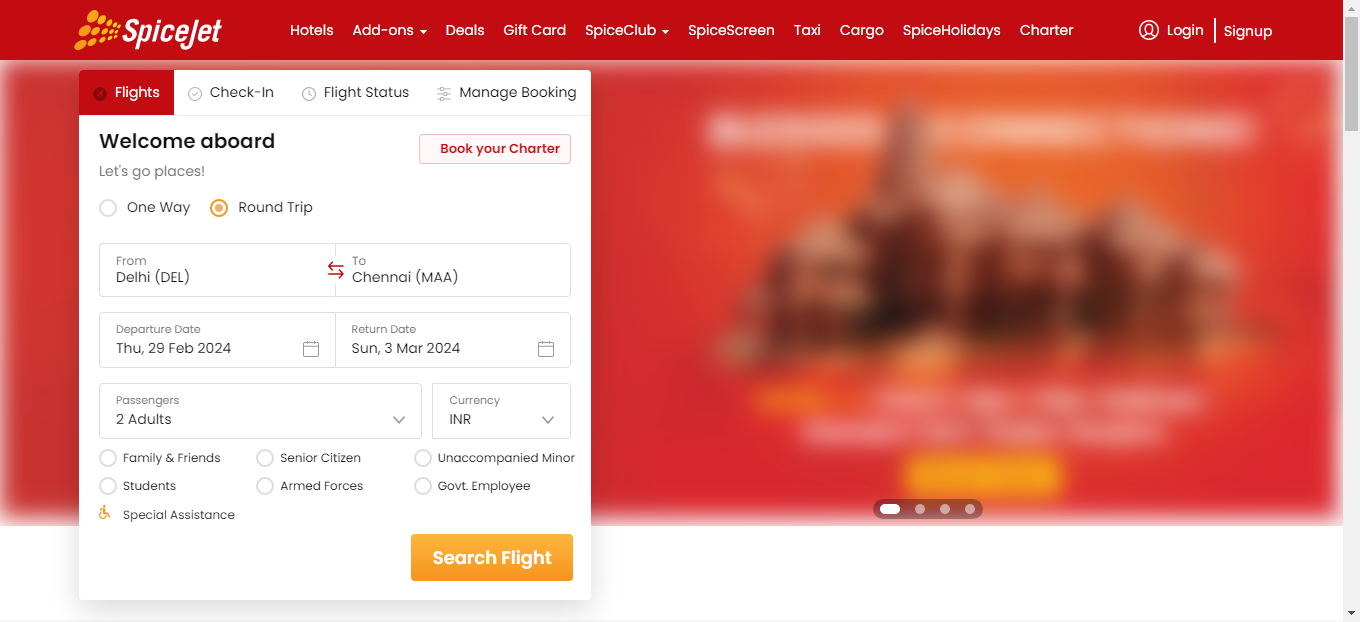 SpiceJet
Hotels Add-ons Deals Gift Card SpiceClub SpiceScreen Taxi Cargo SpiceHolidays Charter Login Signup
Flights Check-In Flight Status Manage Booking
Welcome aboard
Book your Charter
Let's go places!
One Way Round Trip
From To
Delhi (DEL) Chennai (MAA)
Departure Date Return Date
Thu, 29 Feb 2024 Sun, 3 Mar 2024
Passengers Currency
2 Adults INR
Family & Friends Senior Citizen Unaccompanied Minor
Students Armed Forces Govt. Employee
Special Assistance
Search Flight